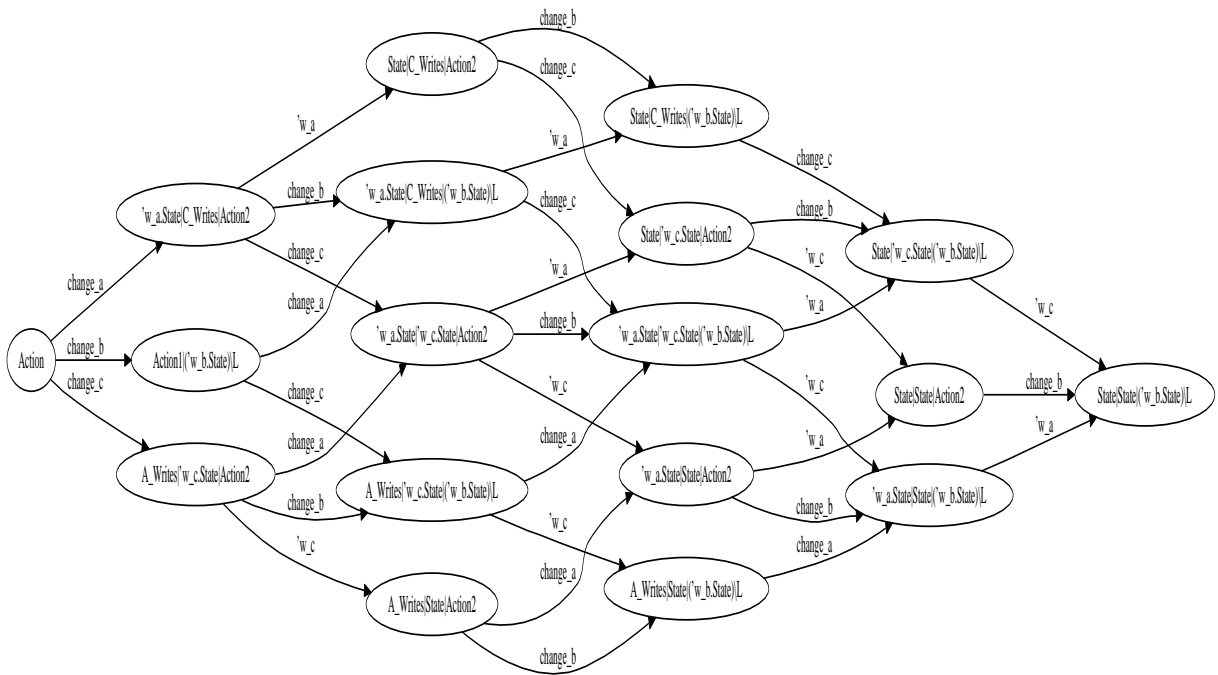 change_b
State|C_Writes|Action2
change_c
State|C_Writes|('w_b.State)|L
'w_a
'w_a
change_c
change_b
'w_a.State|C_Writes|('w_b.State)|L
'w_a.State|C_Writes|Action2
change_c
change_b
State|'w_c.State|Action2
State|'w_c.State|('w_b.State)|L
change_c
'w_c
'w_a
change_a
change_a
'w_a
'w_c
'w_a.State|'w_c.State|Action2
change_b
'w_a.State|'w_c.State|('w_b.State)|L
Action
change_b
Action1|('w_b.State)|L
change_c
'w_c
'w_c
change_b
State|State|Action2
State|State|('w_b.State)|L
change_c
change_a
change_a
'w_a
'w_a
A_Writes|'w_c.State|Action2
'w_a.State|State|Action2
A_Writes|'w_c.State|('w_b.State)|L
'w_a.State|State|('w_b.State)|L
change_b
change_b
'w_c
'w_c
change_a
change_a
A_Writes|State|Action2
A_Writes|State|('w_b.State)|L
change_b